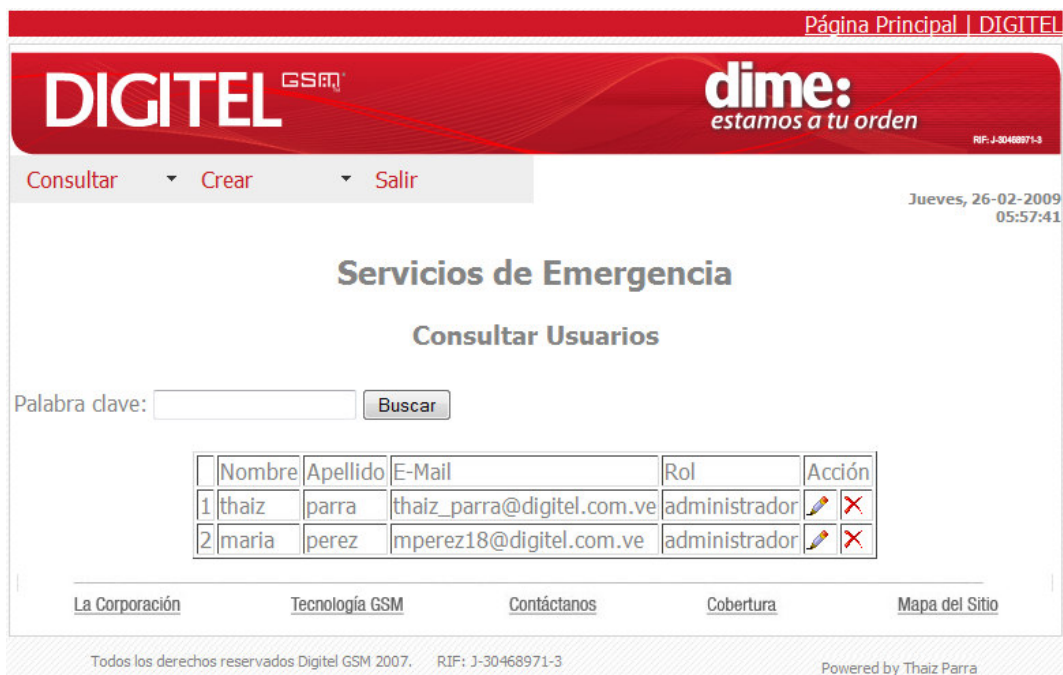 Página Principal | DIGITEL
DIGITEL GSM
dime:
estamos a tu orden
RIF: J-30468971-3
Consultar Crear Salir
Jueves, 26-02-2009
05:57:41
Servicios de Emergencia
Consultar Usuarios
Palabra clave: Buscar
Nombre Apellido E-Mail Rol Acción
1 thaiz parra thaiz_parra@digitel.com.ve administrador
2 maria perez mperez18@digitel.com.ve administrador
La Corporación Tecnología GSM Contáctanos Cobertura Mapa del Sitio
Todos los derechos reservados Digitel GSM 2007. RIF: J-30468971-3
Powered by Thaiz Parra